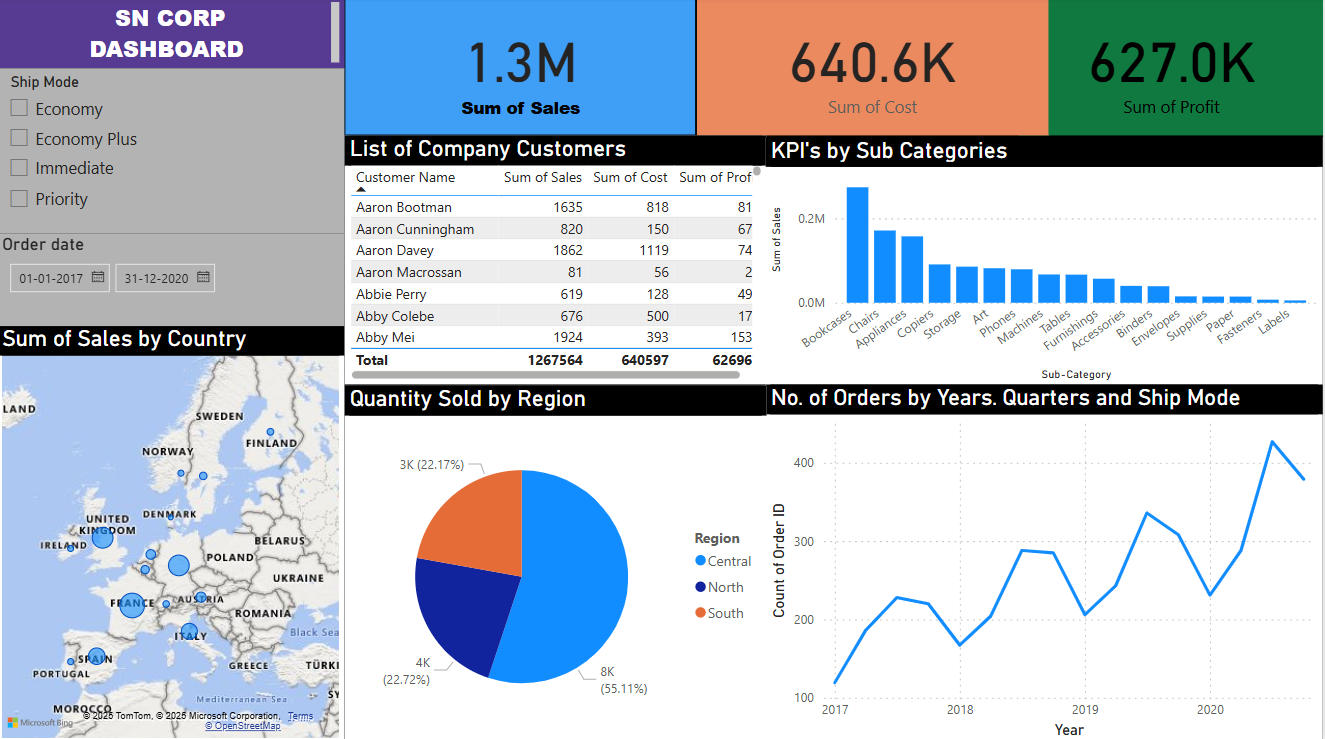 SN CORP
DASHBOARD
Ship Mode
Economy
Economy Plus
Immediate
Priority
Order date
01-01-2017
31-12-2020
Sum of Sales by Country
LAND
SWEDEN
FINLAND
NORWAY
UNITED
KINGDOM
DENMARK
IRELAND
BELARUS
POLAND
UKRAINE
FRANCE
AUSTRIA
ROMANIA
ITALY
Black Sea
SPAIN
PORTUGAL
GREECE
TÜRKI
Mediterranean Sea
SY
MOROCCO
© 2025 TomTom, © 2025 Microsoft Corporation, Terms
© OpenStreetMap
Microsoft Bing
1.3M
Sum of Sales
640.6K
Sum of Cost
627.0K
Sum of Profit
List of Company Customers
Customer Name Sum of Sales Sum of Cost Sum of Prof
Aaron Bootman 1635 818 81
Aaron Cunningham 820 150 67
Aaron Davey 1862 1119 74
Aaron Macrossan 81 56 2
Abbie Perry 619 128 49
Abby Colebe 676 500 17
Abby Mei 1924 393 153
Total 1267564 640597 62696
KPI's by Sub Categories
Sum of Sales
0.2M
0.0M
Bookcases
Chairs
Appliances
Copiers
Storage
Art
Phones
Machines
Tables
Furnishings
Accessories
Binders
Envelopes
Supplies
Paper
Fasteners
Labels
Sub-Category
Quantity Sold by Region
3K (22.17%)
4K
(22.72%)
8K
(55.11%)
Region
Central
North
South
No. of Orders by Years. Quarters and Ship Mode
Count of Order ID
400
300
200
100
2017
2018
2019
2020
Year